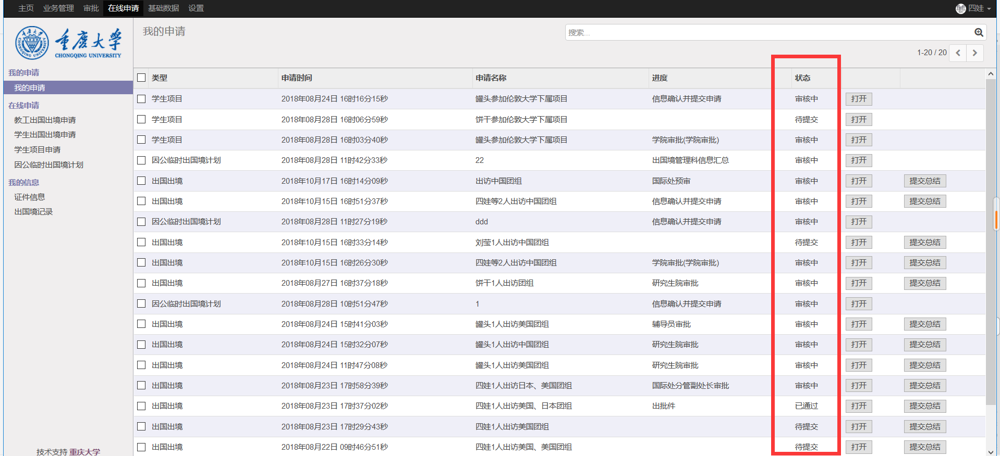 主页 业务管理 审批 在线申请 基础数据 设置 四娃
重庆大学
CHONGQING UNIVERSITY
我的申请
搜索...
1-20 / 20
我的申请
我的申请
在线申请
教工出国出境申请
学生出国出境申请
学生项目申请
因公临时出国境计划
我的信息
证件信息
出国境记录
技术支持 重庆大学
类型 申请时间 申请名称 进度 状态
学生项目 2018年08月24日 16时16分15秒 罐头参加伦敦大学下属项目 信息确认并提交申请 审核中 打开
学生项目 2018年08月28日 16时06分59秒 饼干参加伦敦大学下属项目 待提交 打开
学生项目 2018年08月28日 16时03分40秒 罐头参加伦敦大学下属项目 学院审批(学院审批) 审核中 打开
因公临时出国境计划 2018年08月28日 11时42分33秒 22 出国境管理科信息汇总 审核中 打开
出国出境 2018年10月17日 16时14分09秒 出访中国团组 国际处预审 审核中 打开 提交总结
出国出境 2018年10月15日 16时51分37秒 四娃等2人出访中国团组 信息确认并提交申请 审核中 打开 提交总结
因公临时出国境计划 2018年08月28日 11时27分19秒 ddd 信息确认并提交申请 审核中 打开
出国出境 2018年10月15日 16时33分14秒 刘莹1人出访中国团组 待提交 打开 提交总结
出国出境 2018年10月15日 16时26分30秒 四娃等2人出访中国团组 学院审批(学院审批) 审核中 打开 提交总结
出国出境 2018年08月27日 16时37分18秒 饼干1人出访团组 研究生院审批 审核中 打开 提交总结
因公临时出国境计划 2018年08月28日 10时51分47秒 1 信息确认并提交申请 审核中 打开
出国出境 2018年08月24日 15时41分03秒 罐头1人出访美国团组 辅导员审批 审核中 打开 提交总结
出国出境 2018年08月24日 15时32分07秒 罐头1人出访中国团组 研究生院审批 审核中 打开 提交总结
出国出境 2018年08月24日 11时47分08秒 罐头1人出访美国团组 研究生院审批 审核中 打开 提交总结
出国出境 2018年08月23日 17时58分39秒 四娃1人出访日本、美国团组 国际处分管副处长审批 审核中 打开 提交总结
出国出境 2018年08月23日 17时37分02秒 四娃1人出访美国、日本团组 出批件 已通过 打开 提交总结
出国出境 2018年08月23日 17时29分43秒 四娃1人出访美国团组 待提交 打开 提交总结
出国出境 2018年08月22日 09时46分51秒 四娃1人出访美国、美国团组 待提交 打开 提交总结